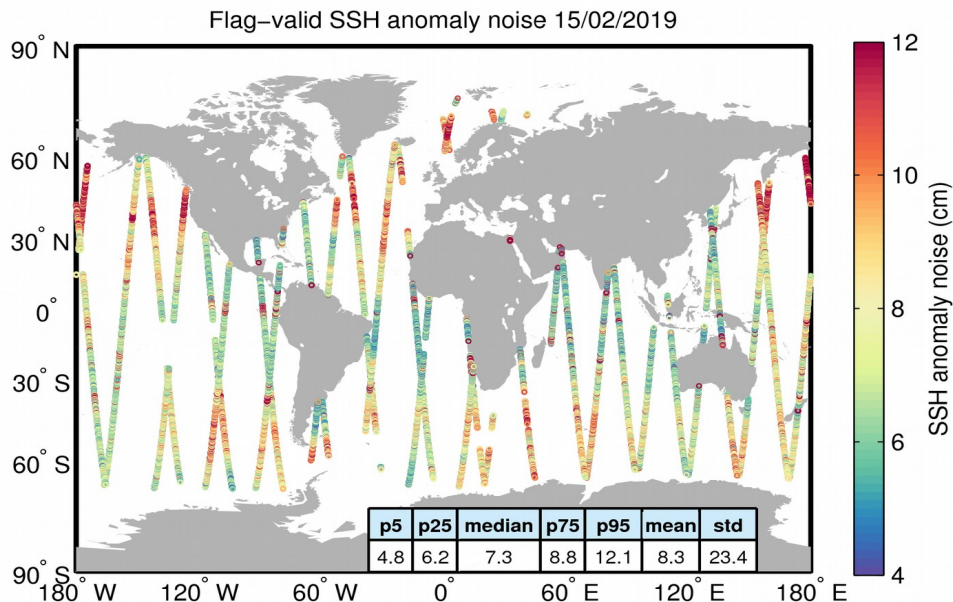 Flag−valid SSH anomaly noise 15/02/2019
90° N
60° N
30° N
0°
30° S
60° S
90° S
180° W
120° W
60° W
0°
60° E
120° E
180° E
p5 p25 median p75 p95 mean std
4.8 6.2 7.3 8.8 12.1 8.3 23.4
12
10
8
6
4
SSH anomaly noise (cm)